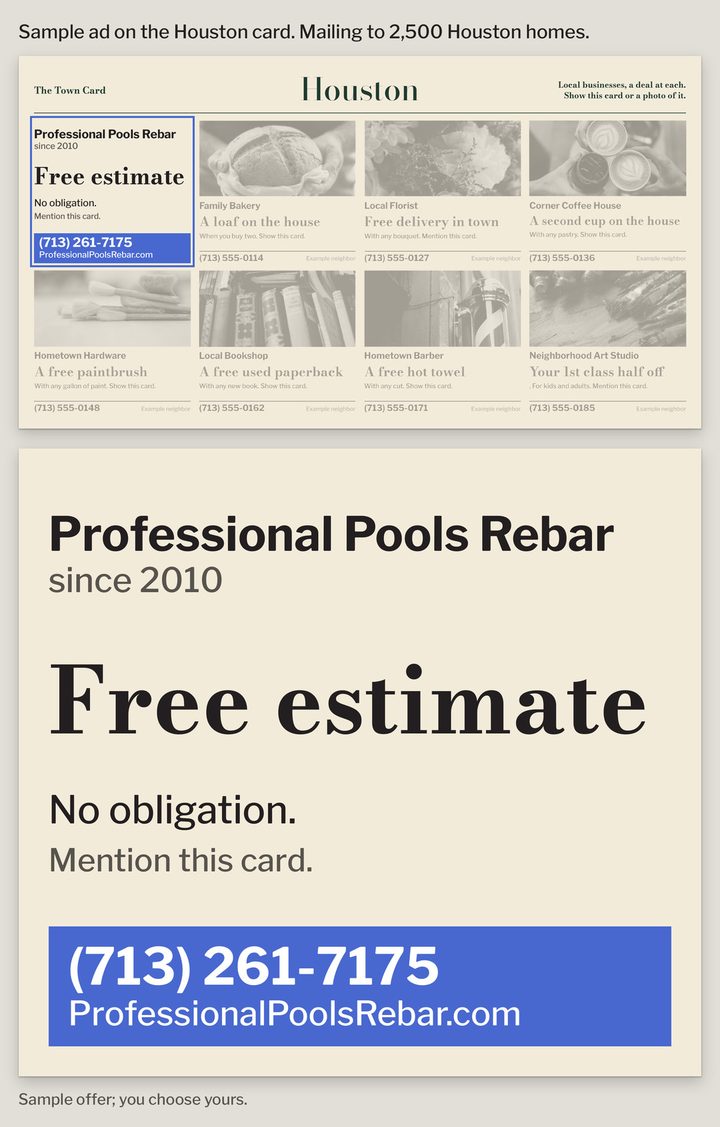 Sample ad on the Houston card. Mailing to 2,500 Houston homes.
The Town Card
Houston
Local businesses, a deal at each.
Show this card or a photo of it.
Professional Pools Rebar
since 2010
Free estimate
No obligation.
Mention this card.
(713) 261-7175
ProfessionalPoolsRebar.com
Family Bakery
A loaf on the house
When you buy two. Show this card.
(713) 555-0114
Example neighbor
Local Florist
Free delivery in town
With any bouquet. Mention this card.
(713) 555-0127
Example neighbor
Corner Coffee House
A second cup on the house
With any pastry. Show this card.
(713) 555-0136
Example neighbor
Hometown Hardware
A free paintbrush
With any gallon of paint. Show this card.
(713) 555-0148
Example neighbor
Local Bookshop
A free used paperback
With any new book. Show this card.
(713) 555-0162
Example neighbor
Hometown Barber
A free hot towel
With any cut. Show this card.
(713) 555-0171
Example neighbor
Neighborhood Art Studio
Your 1st class half off
For kids and adults. Mention this card.
(713) 555-0185
Example neighbor
Professional Pools Rebar
since 2010
Free estimate
No obligation.
Mention this card.
(713) 261-7175
ProfessionalPoolsRebar.com
Sample offer; you choose yours.